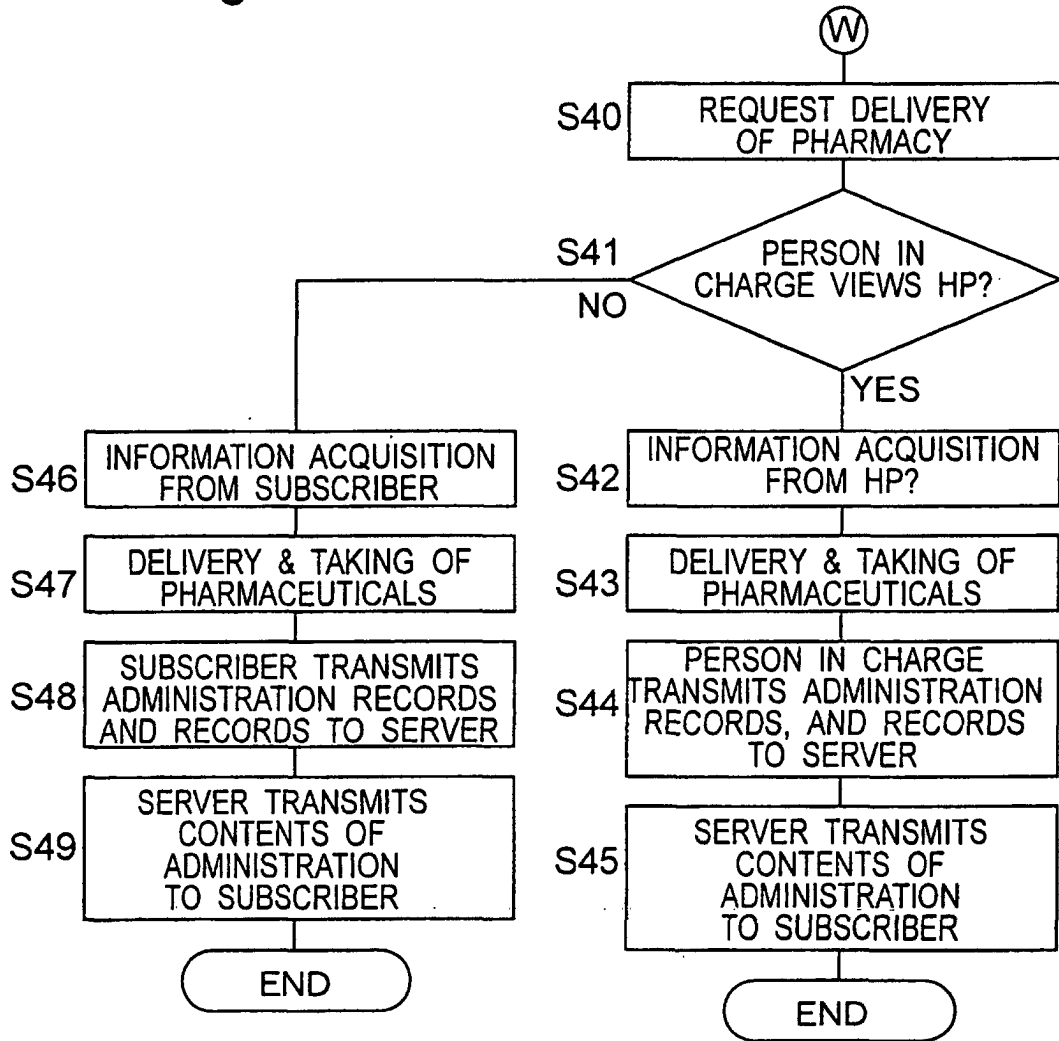 W
S40
REQUEST DELIVERY
OF PHARMACY
S41
PERSON IN
CHARGE VIEWS HP?
NO
YES
S46
INFORMATION ACQUISITION
FROM SUBSCRIBER
S47
DELIVERY & TAKING OF
PHARMACEUTICALS
S48
SUBSCRIBER TRANSMITS
ADMINISTRATION RECORDS
AND RECORDS TO SERVER
S49
SERVER TRANSMITS
CONTENTS OF
ADMINISTRATION
TO SUBSCRIBER
END
S42
INFORMATION ACQUISITION
FROM HP?
S43
DELIVERY & TAKING OF
PHARMACEUTICALS
S44
PERSON IN CHARGE
TRANSMITS ADMINISTRATION
RECORDS, AND RECORDS
TO SERVER
S45
SERVER TRANSMITS
CONTENTS OF
ADMINISTRATION
TO SUBSCRIBER
END